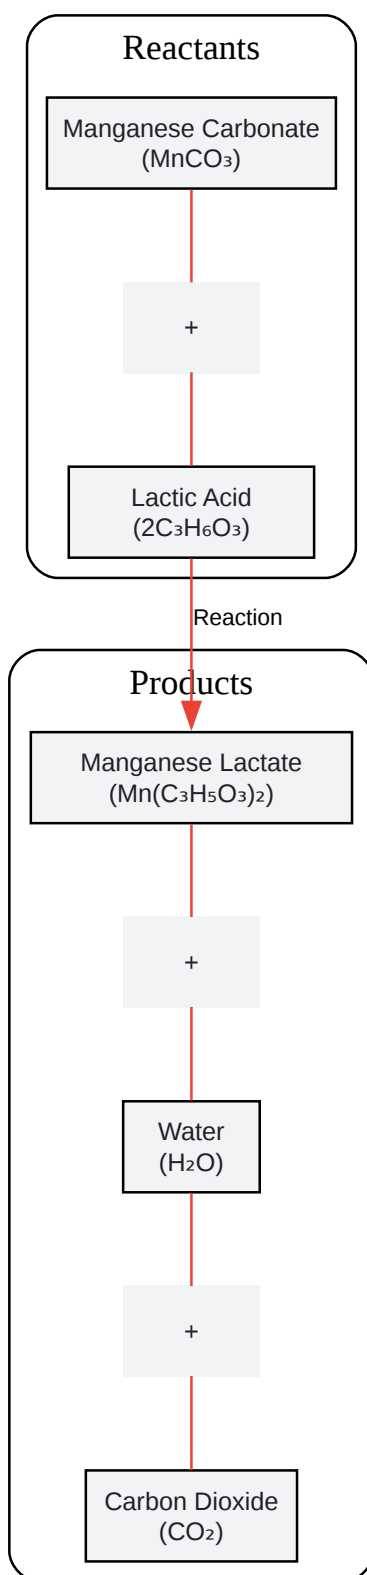 Reactants
Manganese Carbonate
(MnCO₃)
+
Lactic Acid
(2C₃H₆O₃)
Reaction
Products
Manganese Lactate
(Mn(C₃H₅O₃)₂)
+
Water
(H₂O)
+
Carbon Dioxide
(CO₂)